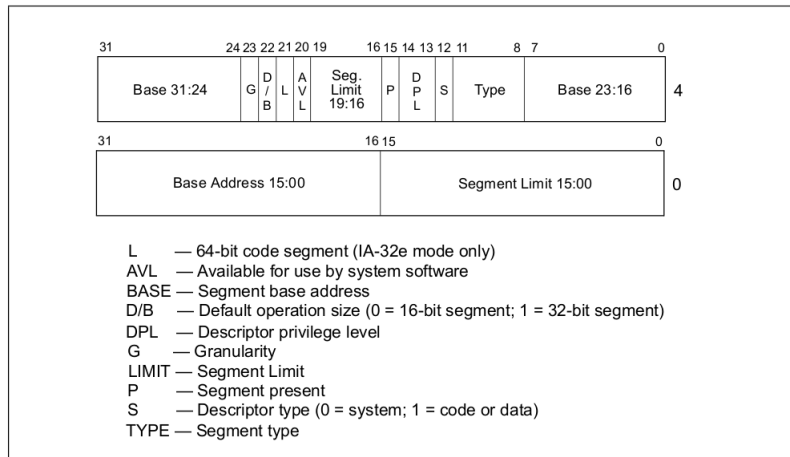 31 24 23 22 21 20 19 16 15 14 13 12 11 8 7 0
Base 31:24 G D/B L AVL Seg. Limit 19:16 P DPL S Type Base 23:16 4
31 16 15 0
Base Address 15:00 Segment Limit 15:00 0
L — 64-bit code segment (IA-32e mode only)
AVL — Available for use by system software
BASE — Segment base address
D/B — Default operation size (0 = 16-bit segment; 1 = 32-bit segment)
DPL — Descriptor privilege level
G — Granularity
LIMIT — Segment Limit
P — Segment present
S — Descriptor type (0 = system; 1 = code or data)
TYPE — Segment type